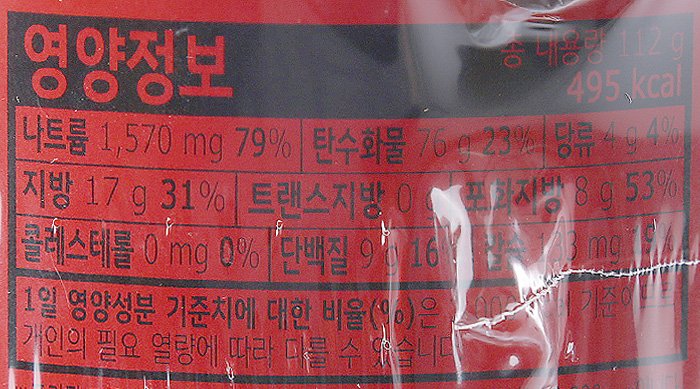 영양정보
총 내용량 112 g
495 kcal
나트륨 1,570 mg 79% 탄수화물 76 g 23% 당류 4 g 4%
지방 17 g 31% 트랜스지방 0 포화지방 8 g 53%
콜레스테롤 0 mg 0% 단백질 9 g 칼슘 mg
1일 영양성분 기준치에 대한 비율(%)은
개인의 필요 열량에 따라 다를 수 있습니다